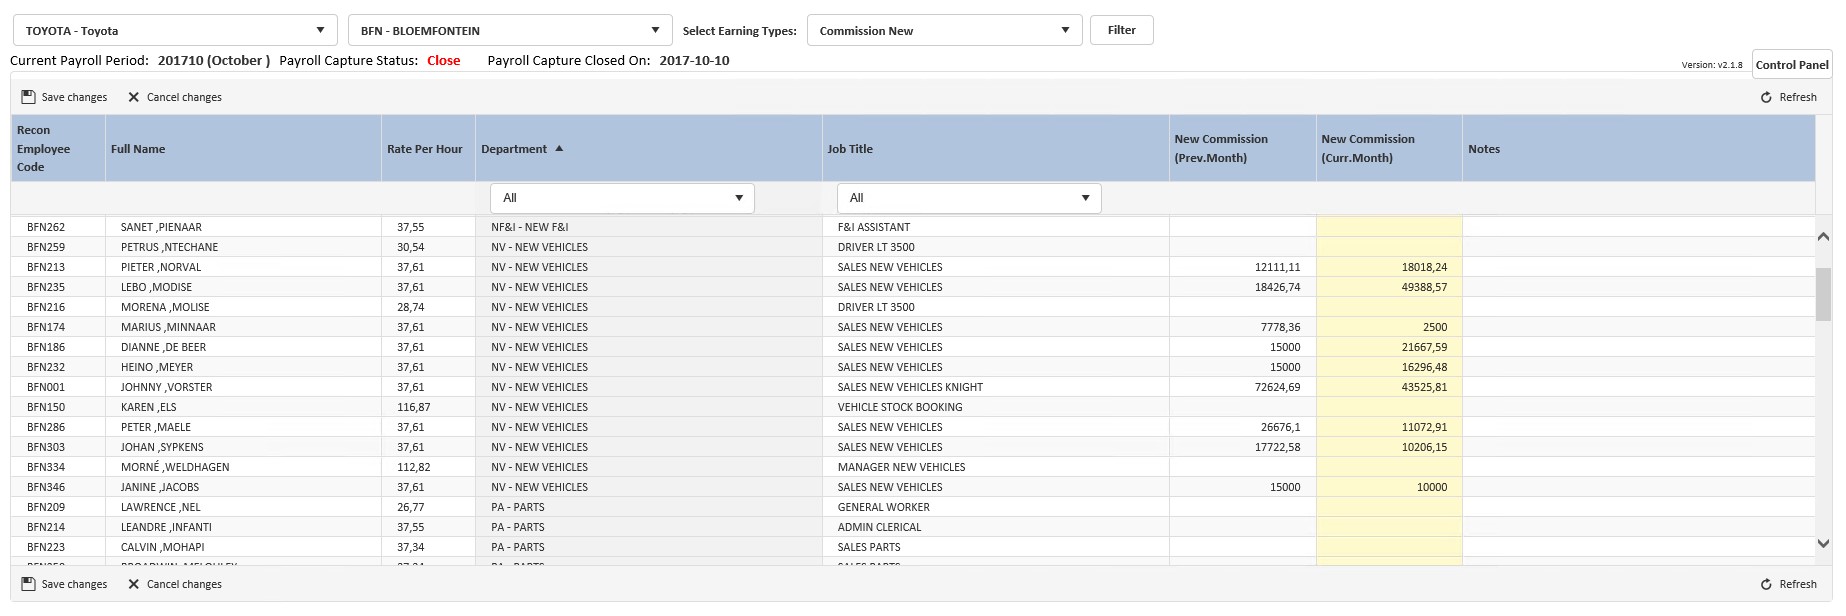 TOYOTA - Toyota BFN - BLOEMFONTEIN Select Earning Types: Commission New Filter
Current Payroll Period: 201710 (October ) Payroll Capture Status: Close Payroll Capture Closed On: 2017-10-10 Version: v2.1.8 Control Panel
Save changes Cancel changes Refresh
Recon Employee Code Full Name Rate Per Hour Department Job Title New Commission (Prev.Month) New Commission (Curr.Month) Notes
All All
BFN262 SANET ,PIENAAR 37,55 NF&I - NEW F&I F&I ASSISTANT
BFN259 PETRUS ,NTECHANE 30,54 NV - NEW VEHICLES DRIVER LT 3500
BFN213 PIETER ,NORVAL 37,61 NV - NEW VEHICLES SALES NEW VEHICLES 12111,11 18018,24
BFN235 LEBO ,MODISE 37,61 NV - NEW VEHICLES SALES NEW VEHICLES 18426,74 49388,57
BFN216 MORENA ,MOLISE 28,74 NV - NEW VEHICLES DRIVER LT 3500
BFN174 MARIUS ,MINNAAR 37,61 NV - NEW VEHICLES SALES NEW VEHICLES 7778,36 2500
BFN186 DIANNE ,DE BEER 37,61 NV - NEW VEHICLES SALES NEW VEHICLES 15000 21667,59
BFN232 HEINO ,MEYER 37,61 NV - NEW VEHICLES SALES NEW VEHICLES 15000 16296,48
BFN001 JOHNNY ,VORSTER 37,61 NV - NEW VEHICLES SALES NEW VEHICLES KNIGHT 72624,69 43525,81
BFN150 KAREN ,ELS 116,87 NV - NEW VEHICLES VEHICLE STOCK BOOKING
BFN286 PETER ,MAELE 37,61 NV - NEW VEHICLES SALES NEW VEHICLES 26676,1 11072,91
BFN303 JOHAN ,SYPKENS 37,61 NV - NEW VEHICLES SALES NEW VEHICLES 17722,58 10206,15
BFN334 MORNÉ ,WELDHAGEN 112,82 NV - NEW VEHICLES MANAGER NEW VEHICLES
BFN346 JANINE ,JACOBS 37,61 NV - NEW VEHICLES SALES NEW VEHICLES 15000 10000
BFN209 LAWRENCE ,NEL 26,77 PA - PARTS GENERAL WORKER
BFN214 LEANDRE ,INFANTI 37,55 PA - PARTS ADMIN CLERICAL
BFN223 CALVIN ,MOHAPI 37,34 PA - PARTS SALES PARTS
Save changes Cancel changes Refresh